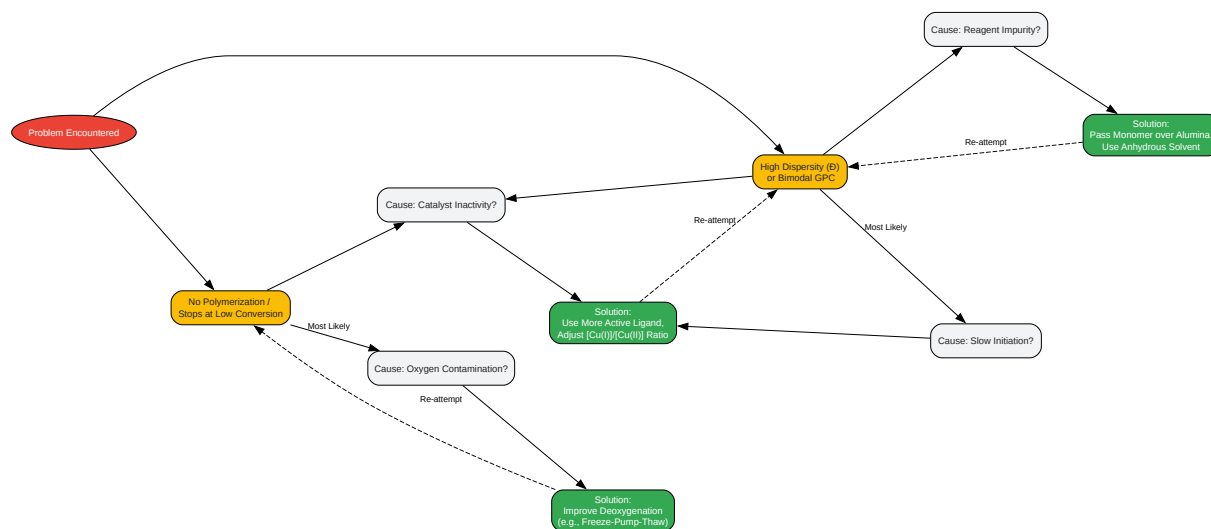 Cause: Reagent Impurity?
Problem Encountered
Solution:
Pass Monomer over Alumina,
Use Anhydrous Solvent
Re-attempt
High Dispersity (Đ)
or Bimodal GPC
Cause: Catalyst Inactivity?
Re-attempt
Most Likely
No Polymerization /
Stops at Low Conversion
Most Likely
Solution:
Use More Active Ligand,
Adjust [Cu(I)]/[Cu(II)] Ratio
Cause: Slow Initiation?
Cause: Oxygen Contamination?
Re-attempt
Solution:
Improve Deoxygenation
(e.g., Freeze-Pump-Thaw)